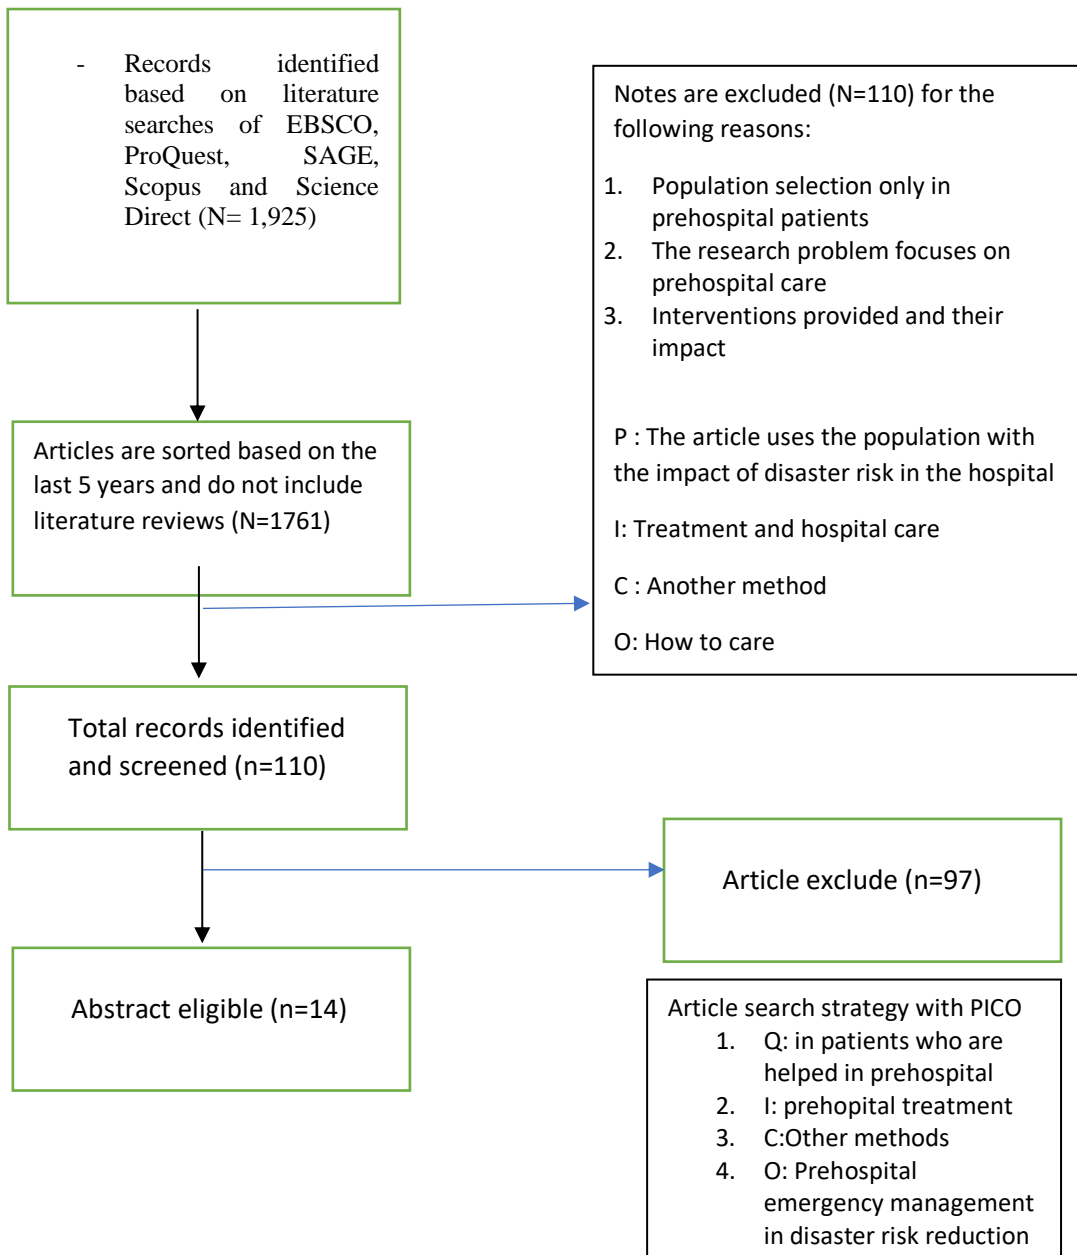 - Records identified
based on literature
searches of EBSCO,
ProQuest, SAGE,
Scopus and Science
Direct (N= 1,925)
Notes are excluded (N=110) for the
following reasons:
1. Population selection only in
prehospital patients
2. The research problem focuses on
prehospital care
3. Interventions provided and their
impact
P : The article uses the population with
the impact of disaster risk in the hospital
I: Treatment and hospital care
C : Another method
O: How to care
Articles are sorted based on the
last 5 years and do not include
literature reviews (N=1761)
Total records identified
and screened (n=110)
Article exclude (n=97)
Abstract eligible (n=14)
Article search strategy with PICO
1. Q: in patients who are
helped in prehospital
2. I: prehopital treatment
3. C:Other methods
4. O: Prehospital
emergency management
in disaster risk reduction